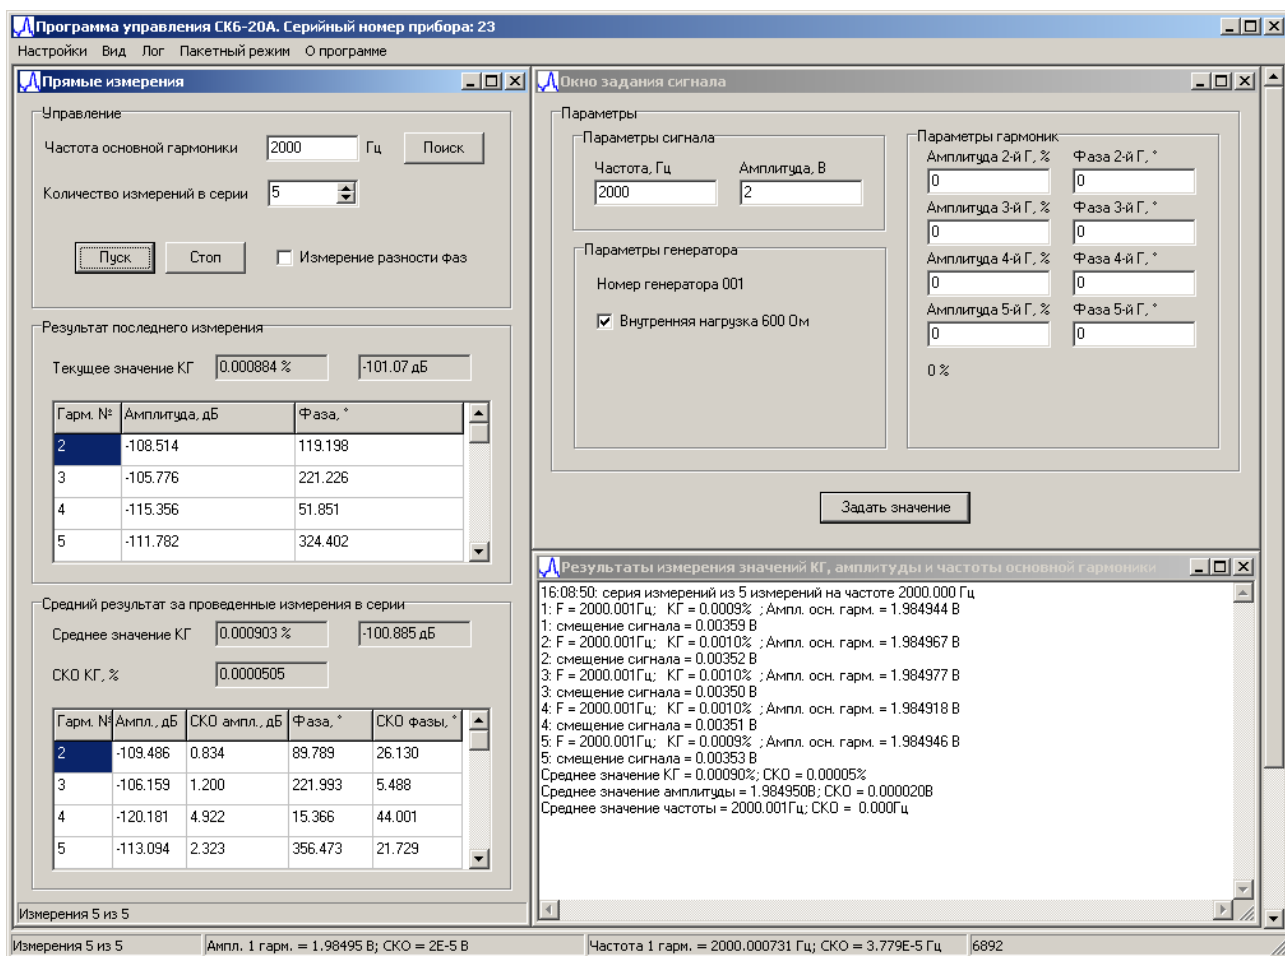 Программа управления СК6-20А. Серийный номер прибора: 23
Настройки Вид Лог Пакетный режим О программе
Прямые измерения
Управление
Частота основной гармоники 2000 Гц Поиск
Количество измерений в серии 5
Пуск Стоп Измерение разности фаз
Результат последнего измерения
Текущее значение КГ 0.000884 % -101.07 дБ
Гарм. № Амплитуда, дБ Фаза, °
2 -108.514 119.198
3 -105.776 221.226
4 -115.356 51.851
5 -111.782 324.402
Средний результат за проведенные измерения в серии
Среднее значение КГ 0.000903 % -100.885 дБ
СКО КГ, % 0.0000505
Гарм. № Ампл., дБ СКО ампл., дБ Фаза, ° СКО фазы, °
2 -109.486 0.834 89.789 26.130
3 -106.159 1.200 221.993 5.488
4 -120.181 4.922 15.366 44.001
5 -113.094 2.323 356.473 21.729
Измерения 5 из 5
Окно задания сигнала
Параметры
Параметры сигнала
Частота, Гц Амплитуда, В
2000 2
Параметры генератора
Номер генератора 001
Внутренняя нагрузка 600 Ом
Параметры гармоник
Амплитуда 2-й Г, % Фаза 2-й Г, °
0 0
Амплитуда 3-й Г, % Фаза 3-й Г, °
0 0
Амплитуда 4-й Г, % Фаза 4-й Г, °
0 0
Амплитуда 5-й Г, % Фаза 5-й Г, °
0 0
0 %
Задать значение
Результаты измерения значений КГ, амплитуды и частоты основной гармоники
16:08:50: серия измерений из 5 измерений на частоте 2000.000 Гц
1: F = 2000.001Гц; КГ = 0.0009% ; Ампл. осн. гарм. = 1.984944 В
1: смещение сигнала = 0.00359 В
2: F = 2000.001Гц; КГ = 0.0010% ; Ампл. осн. гарм. = 1.984967 В
2: смещение сигнала = 0.00352 В
3: F = 2000.001Гц; КГ = 0.0010% ; Ампл. осн. гарм. = 1.984977 В
3: смещение сигнала = 0.00350 В
4: F = 2000.001Гц; КГ = 0.0010% ; Ампл. осн. гарм. = 1.984918 В
4: смещение сигнала = 0.00351 В
5: F = 2000.001Гц; КГ = 0.0009% ; Ампл. осн. гарм. = 1.984946 В
5: смещение сигнала = 0.00353 В
Среднее значение КГ = 0.00090%; СКО = 0.00005%
Среднее значение амплитуды = 1.984950В; СКО = 0.000020В
Среднее значение частоты = 2000.001Гц; СКО = 0.000Гц
Измерения 5 из 5 Ампл. 1 гарм. = 1.98495 В; СКО = 2E-5 В Частота 1 гарм. = 2000.000731 Гц; СКО = 3.779E-5 Гц 6892